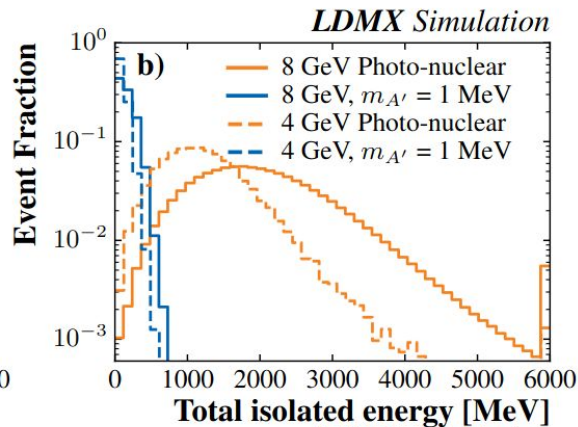 LDMX Simulation
b)
8 GeV Photo-nuclear
8 GeV, m_A′ = 1 MeV
4 GeV Photo-nuclear
4 GeV, m_A′ = 1 MeV
Event Fraction
10⁰
10⁻¹
10⁻²
10⁻³
0
0 1000 2000 3000 4000 5000 6000
Total isolated energy [MeV]